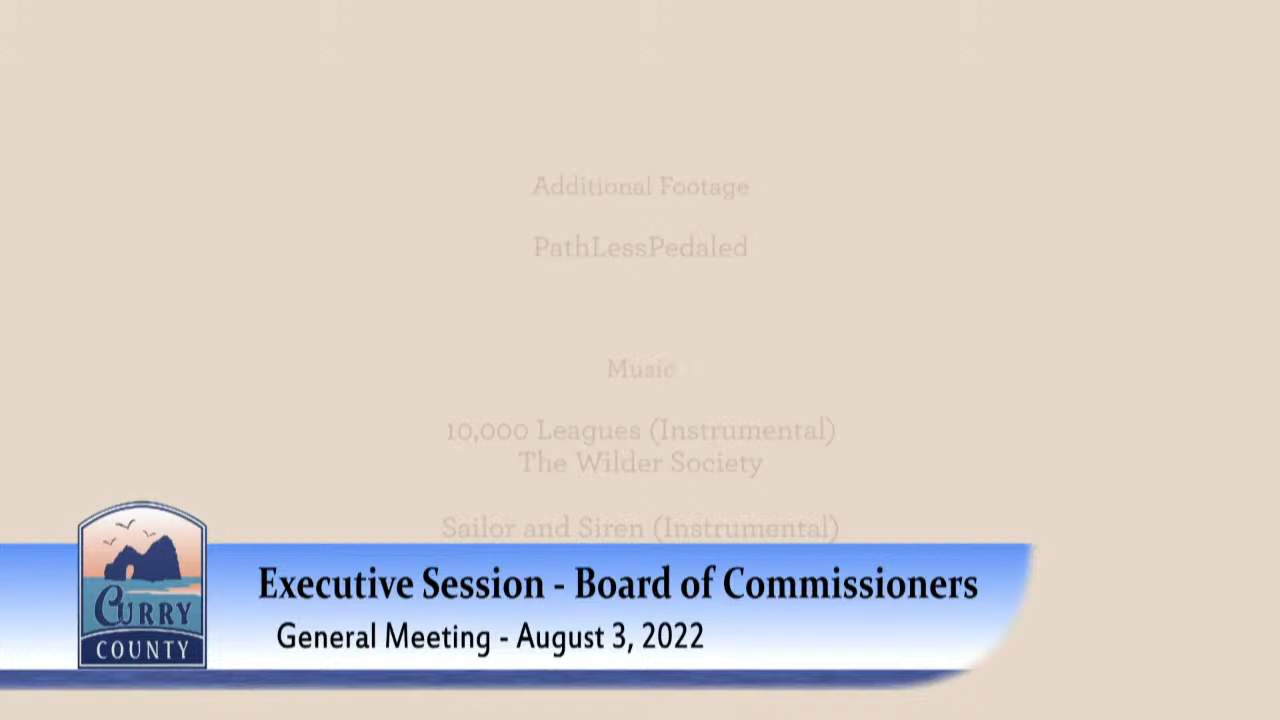 Additional Footage
PathLessPedaled
Music
10,000 Leagues (Instrumental)
The Wilder Society
Sailor and Siren (Instrumental)
Executive Session - Board of Commissioners
General Meeting - August 3, 2022
CURRY
COUNTY